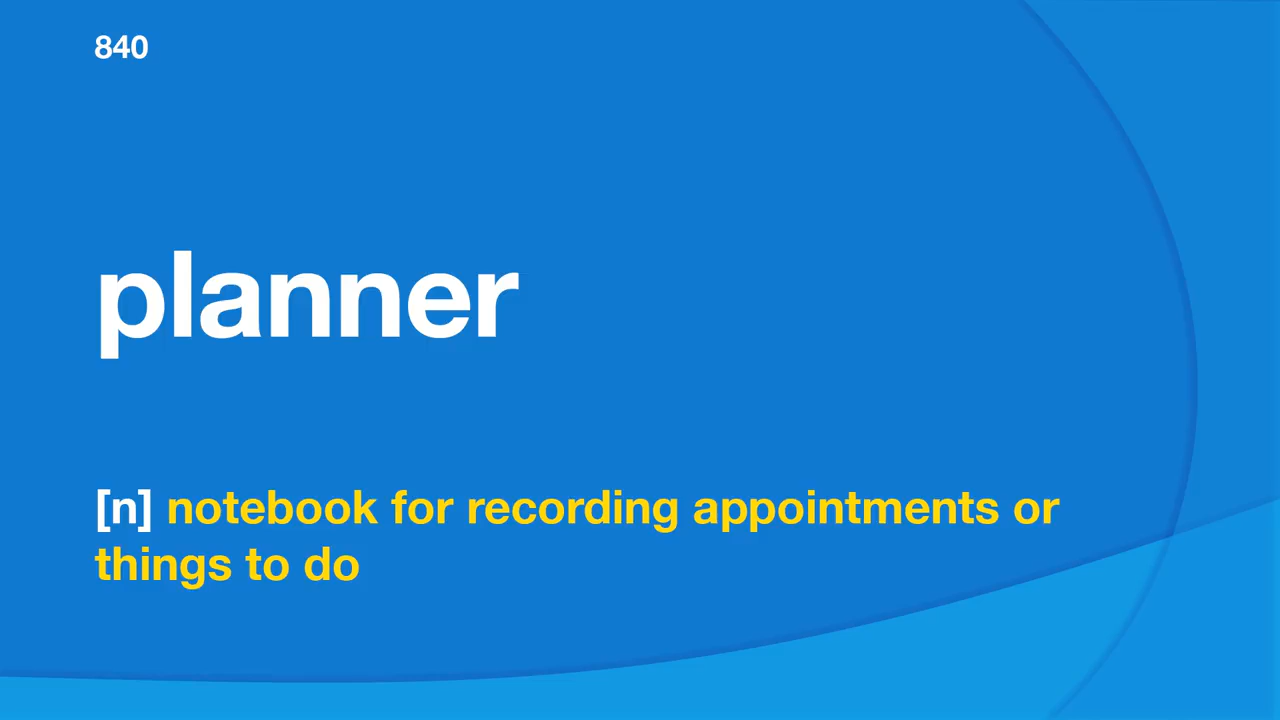 840
planner
[n] notebook for recording appointments or
things to do